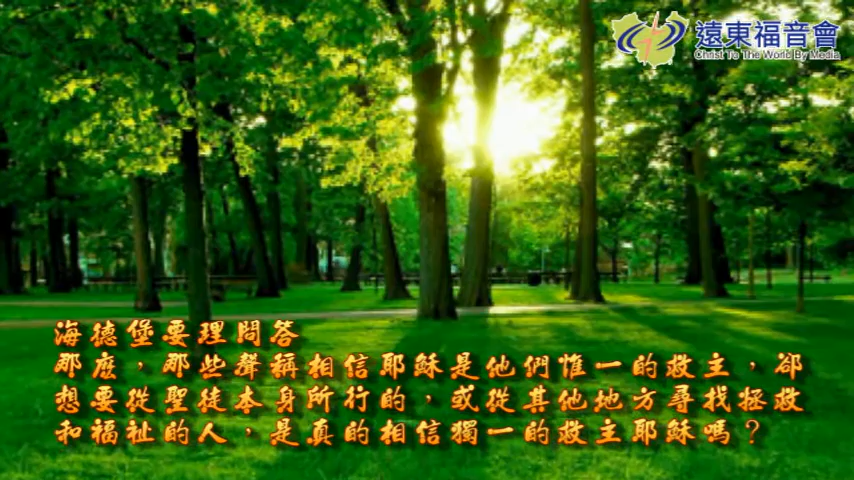 遠東福音會
Christ To The World By Media
海德堡要理問答
那麼，那些聲稱相信耶穌是他們惟一的救主，卻
想要從聖徒本身所行的，或從其他地方尋找拯救
和福祉的人，是真的相信獨一的救主耶穌嗎？